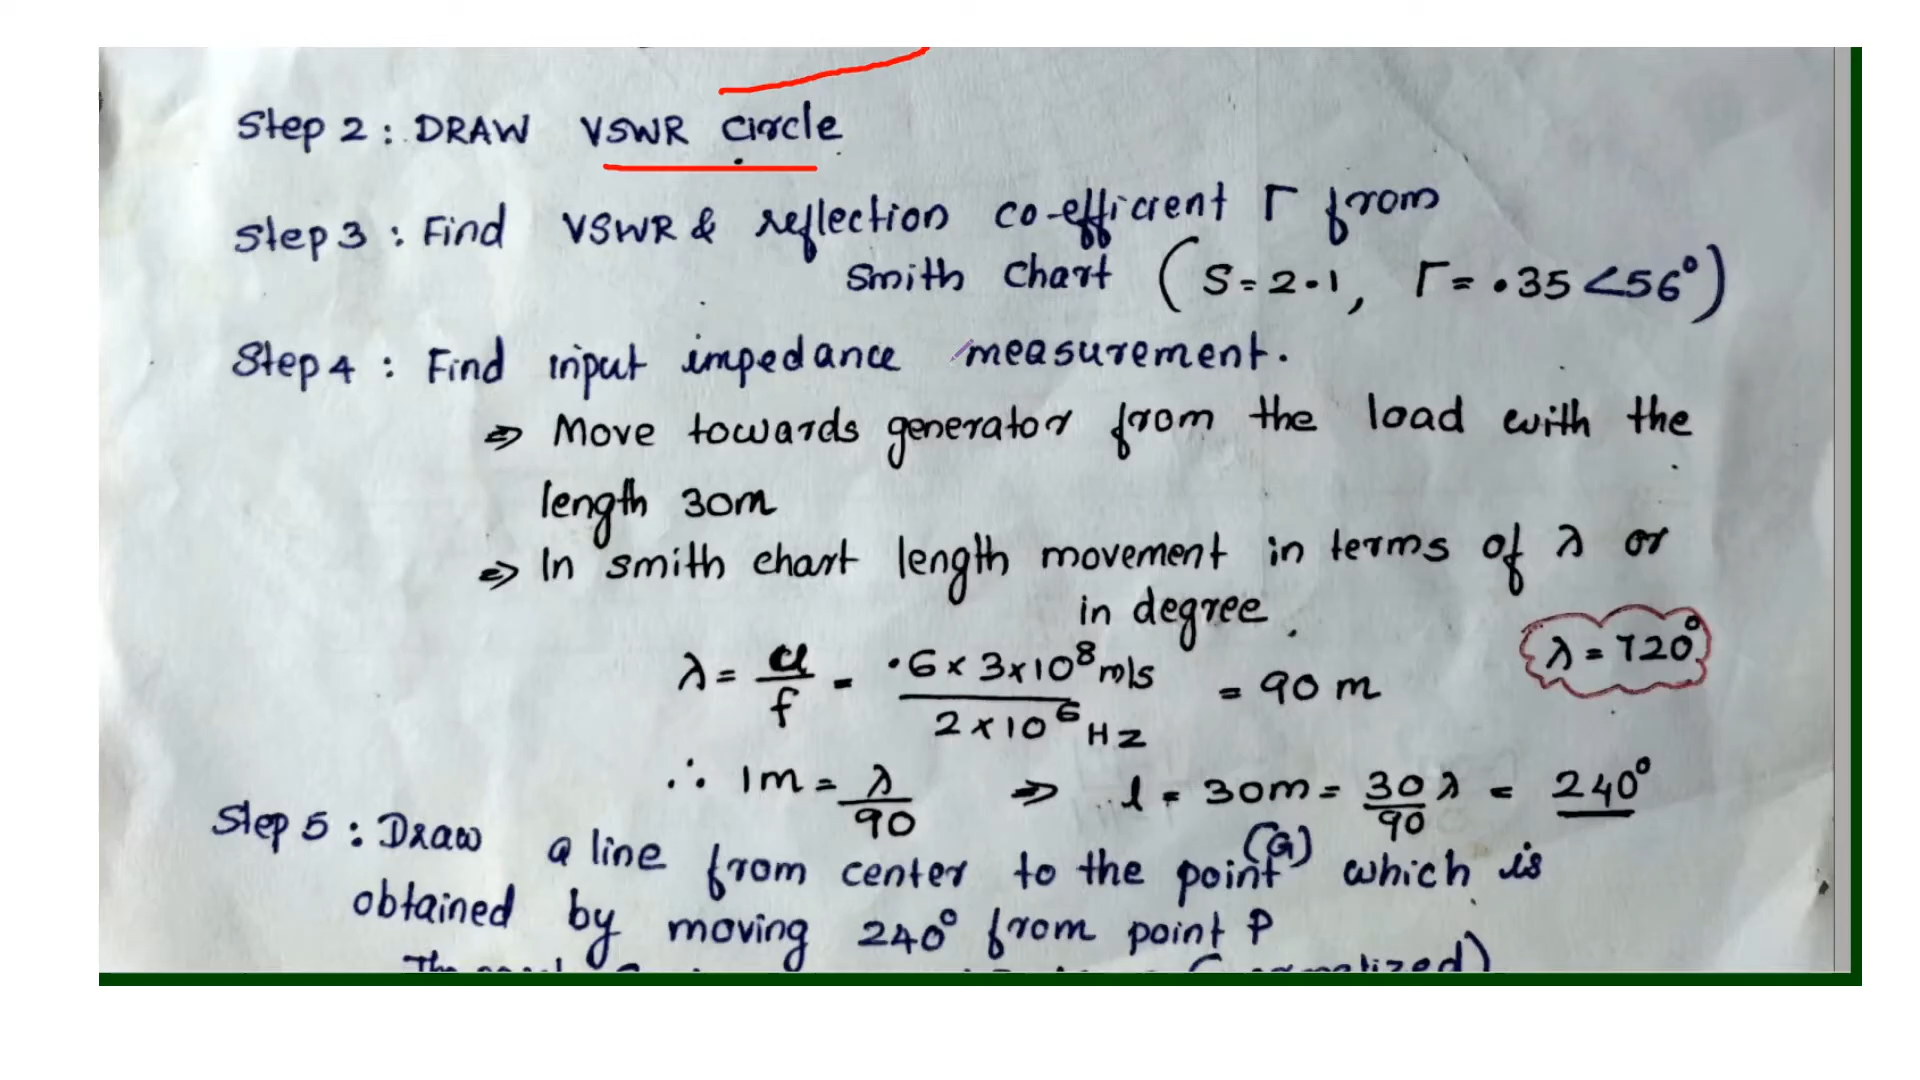 Step 2 : DRAW VSWR Circle
Step 3 : Find VSWR & reflection co-efficient Γ from
Smith Chart ( S = 2.1, Γ = .35 <56° )
Step 4 : Find input impedance measurement.
⇒ Move towards generator from the load with the
length 30m
⇒ In smith chart length movement in terms of λ or
in degree.
λ = 720°
λ = u/f = .6 × 3 × 10⁸ m/s / 2 × 10⁶ Hz = 90 m
∴ 1m = λ/90 ⇒ l = 30m = 30/90 λ = 240°
Step 5 : Draw a line from center to the point (G) which is
obtained by moving 240° from point P